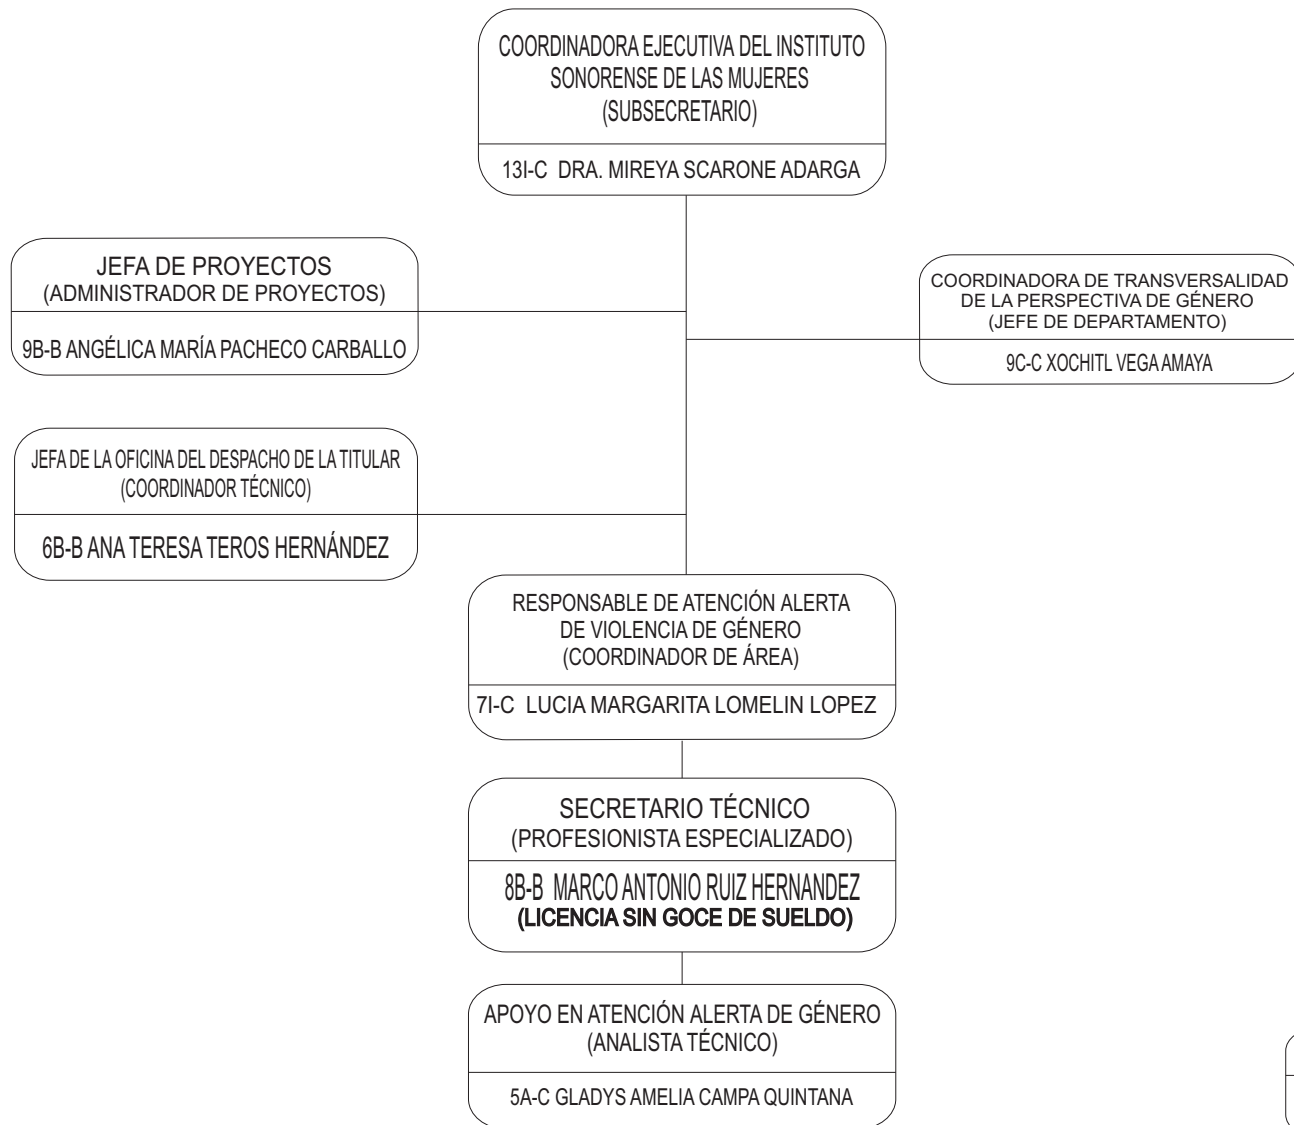 COORDINADORA EJECUTIVA DEL INSTITUTO
SONORENSE DE LAS MUJERES
(SUBSECRETARIO)
13I-C DRA. MIREYA SCARONE ADARGA
JEFA DE PROYECTOS
(ADMINISTRADOR DE PROYECTOS)
9B-B ANGÉLICA MARÍA PACHECO CARBALLO
COORDINADORA DE TRANSVERSALIDAD
DE LA PERSPECTIVA DE GÉNERO
(JEFE DE DEPARTAMENTO)
9C-C XOCHITL VEGA AMAYA
JEFA DE LA OFICINA DEL DESPACHO DE LA TITULAR
(COORDINADOR TÉCNICO)
6B-B ANA TERESA TEROS HERNÁNDEZ
RESPONSABLE DE ATENCIÓN ALERTA
DE VIOLENCIA DE GÉNERO
(COORDINADOR DE ÁREA)
7I-C LUCIA MARGARITA LOMELIN LOPEZ
SECRETARIO TÉCNICO
(PROFESIONISTA ESPECIALIZADO)
8B-B MARCO ANTONIO RUIZ HERNANDEZ
(LICENCIA SIN GOCE DE SUELDO)
APOYO EN ATENCIÓN ALERTA DE GÉNERO
(ANALISTA TÉCNICO)
5A-C GLADYS AMELIA CAMPA QUINTANA